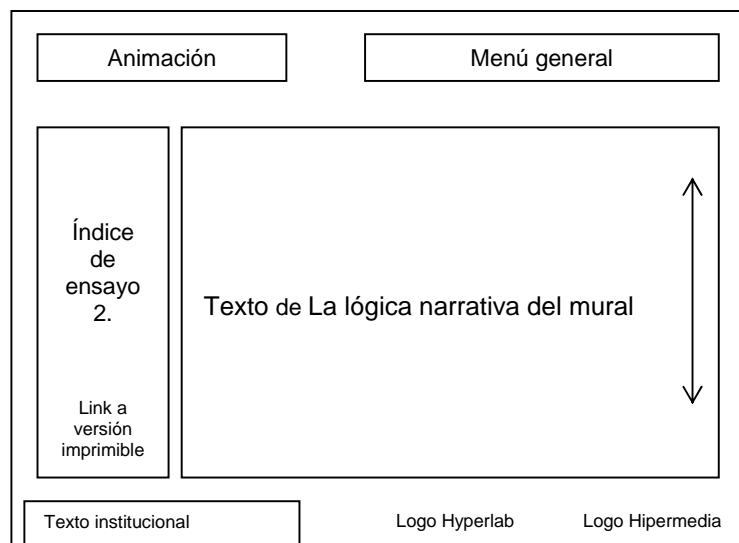 Animación
Menú general
Índice
de
ensayo
2.
Link a
versión
imprimible
Texto de La lógica narrativa del mural
Texto institucional
Logo Hyperlab
Logo Hipermedia